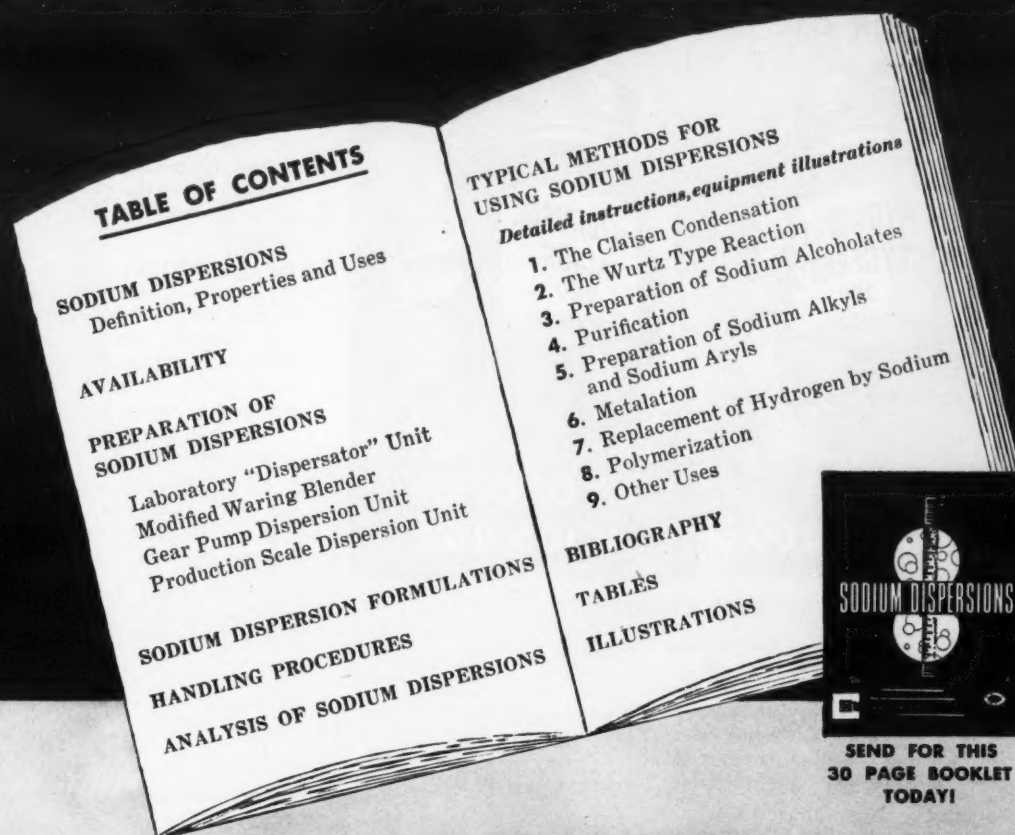 TABLE OF CONTENTS
SODIUM DISPERSIONS
Definition, Properties and Uses
AVAILABILITY
PREPARATION OF
SODIUM DISPERSIONS
Laboratory "Dispersator" Unit
Modified Waring Blender
Gear Pump Dispersion Unit
Production Scale Dispersion Unit
SODIUM DISPERSION FORMULATIONS
HANDLING PROCEDURES
ANALYSIS OF SODIUM DISPERSIONS
TYPICAL METHODS FOR
USING SODIUM DISPERSIONS
Detailed instructions, equipment illustrations
1. The Claisen Condensation
2. The Wurtz Type Reaction
3. Preparation of Sodium Alcoholates
4. Purification
5. Preparation of Sodium Alkyls
and Sodium Aryls
6. Metalation
7. Replacement of Hydrogen by Sodium
8. Polymerization
9. Other Uses
BIBLIOGRAPHY
TABLES
ILLUSTRATIONS
SODIUM DISPERSIONS
SEND FOR THIS
30 PAGE BOOKLET
TODAY!